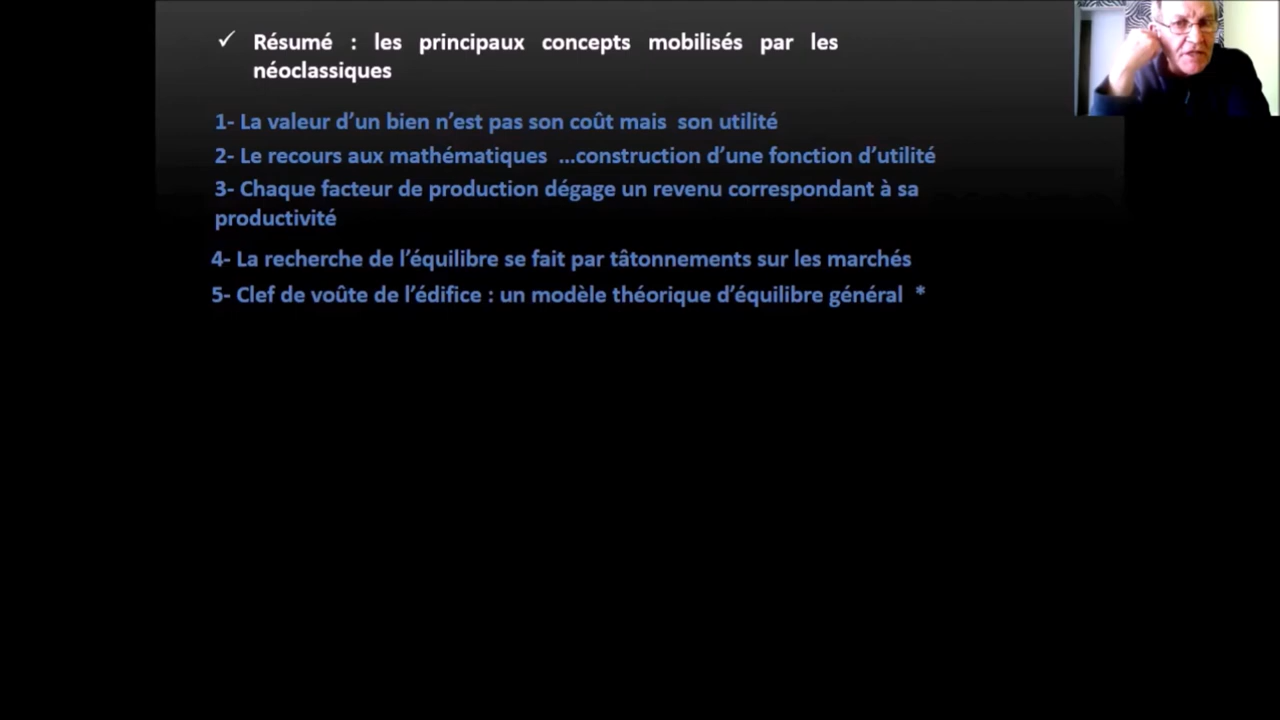 ✓ Résumé : les principaux concepts mobilisés par les
néoclassiques
1- La valeur d’un bien n’est pas son coût mais son utilité
2- Le recours aux mathématiques ...construction d’une fonction d’utilité
3- Chaque facteur de production dégage un revenu correspondant à sa
productivité
4- La recherche de l’équilibre se fait par tâtonnements sur les marchés
5- Clef de voûte de l’édifice : un modèle théorique d’équilibre général *